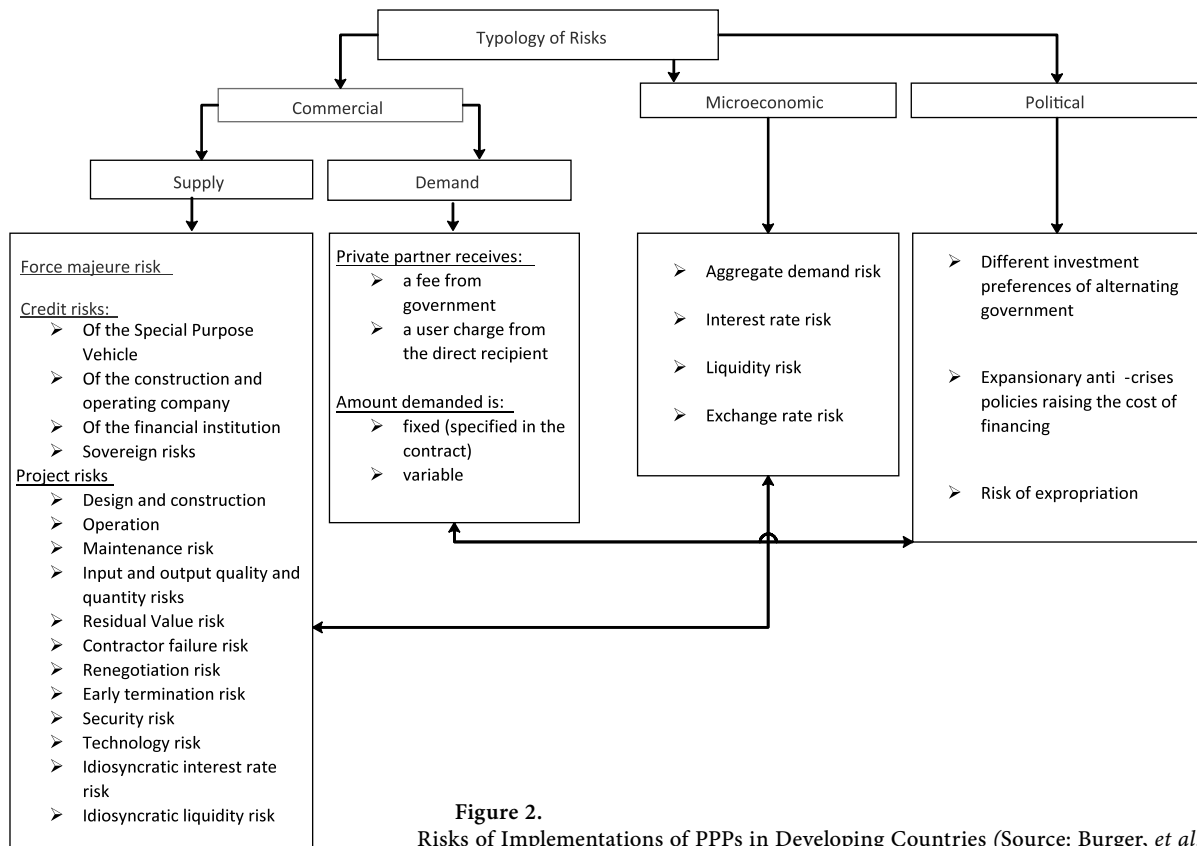 Typology of Risks
Commercial
Microeconomic
Political
Supply
Demand
Force majeure risk
Credit risks:
➢ Of the Special Purpose
Vehicle
➢ Of the construction and
operating company
➢ Of the financial institution
➢ Sovereign risks
Project risks
➢ Design and construction
➢ Operation
➢ Maintenance risk
➢ Input and output quality and
quantity risks
➢ Residual Value risk
➢ Contractor failure risk
➢ Renegotiation risk
➢ Early termination risk
➢ Security risk
➢ Technology risk
➢ Idiosyncratic interest rate
risk
➢ Idiosyncratic liquidity risk
Private partner receives:
➢ a fee from
government
➢ a user charge from
the direct recipient
Amount demanded is:
➢ fixed (specified in the
contract)
➢ variable
➢ Aggregate demand risk
➢ Interest rate risk
➢ Liquidity risk
➢ Exchange rate risk
➢ Different investment
preferences of alternating
government
➢ Expansionary anti -crises
policies raising the cost of
financing
➢ Risk of expropriation
Figure 2.
Risks of Implementations of PPPs in Developing Countries (Source: Burger, et al